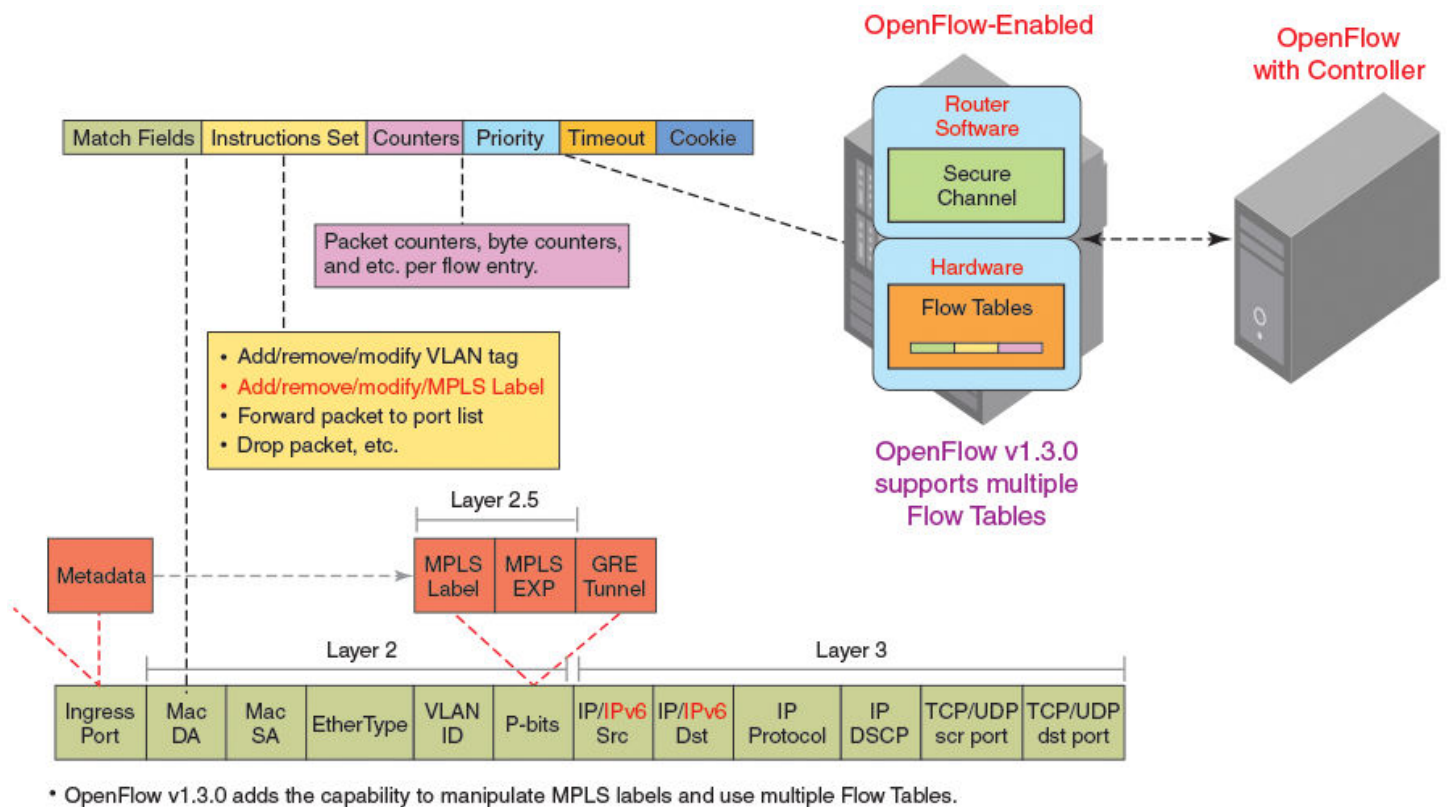 OpenFlow-Enabled
OpenFlow
with Controller
Match Fields
Instructions Set
Counters
Priority
Timeout
Cookie
Router
Software
Secure
Channel
Packet counters, byte counters,
and etc. per flow entry.
Hardware
Flow Tables
• Add/remove/modify VLAN tag
• Add/remove/modify/MPLS Label
• Forward packet to port list
• Drop packet, etc.
OpenFlow v1.3.0
supports multiple
Flow Tables
Layer 2.5
Metadata
MPLS
Label
MPLS
EXP
GRE
Tunnel
Layer 2
Layer 3
Ingress
Port
Mac
DA
Mac
SA
EtherType
VLAN
ID
P-bits
IP/IPv6
Src
IP/IPv6
Dst
IP
Protocol
IP
DSCP
TCP/UDP
scr port
TCP/UDP
dst port
• OpenFlow v1.3.0 adds the capability to manipulate MPLS labels and use multiple Flow Tables.